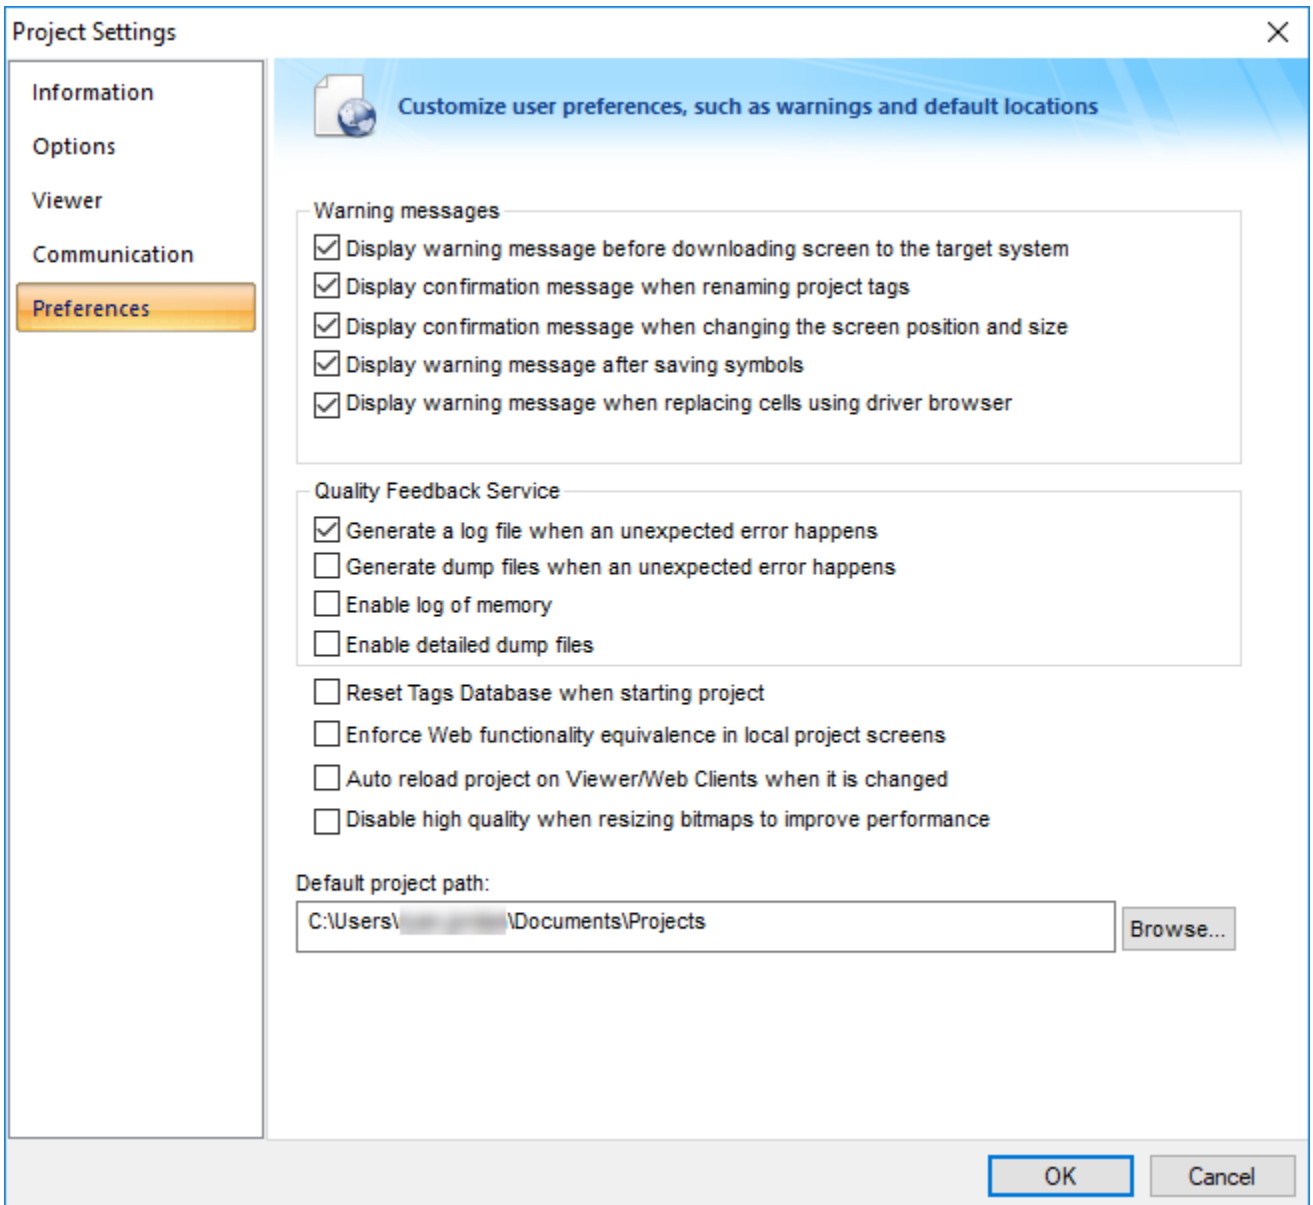 Project Settings
Information
Options
Viewer
Communication
Preferences
Customize user preferences, such as warnings and default locations
Warning messages
Display warning message before downloading screen to the target system
Display confirmation message when renaming project tags
Display confirmation message when changing the screen position and size
Display warning message after saving symbols
Display warning message when replacing cells using driver browser
Quality Feedback Service
Generate a log file when an unexpected error happens
Generate dump files when an unexpected error happens
Enable log of memory
Enable detailed dump files
Reset Tags Database when starting project
Enforce Web functionality equivalence in local project screens
Auto reload project on Viewer/Web Clients when it is changed
Disable high quality when resizing bitmaps to improve performance
Default project path:
C:\Users\ \Documents\Projects
Browse...
OK
Cancel